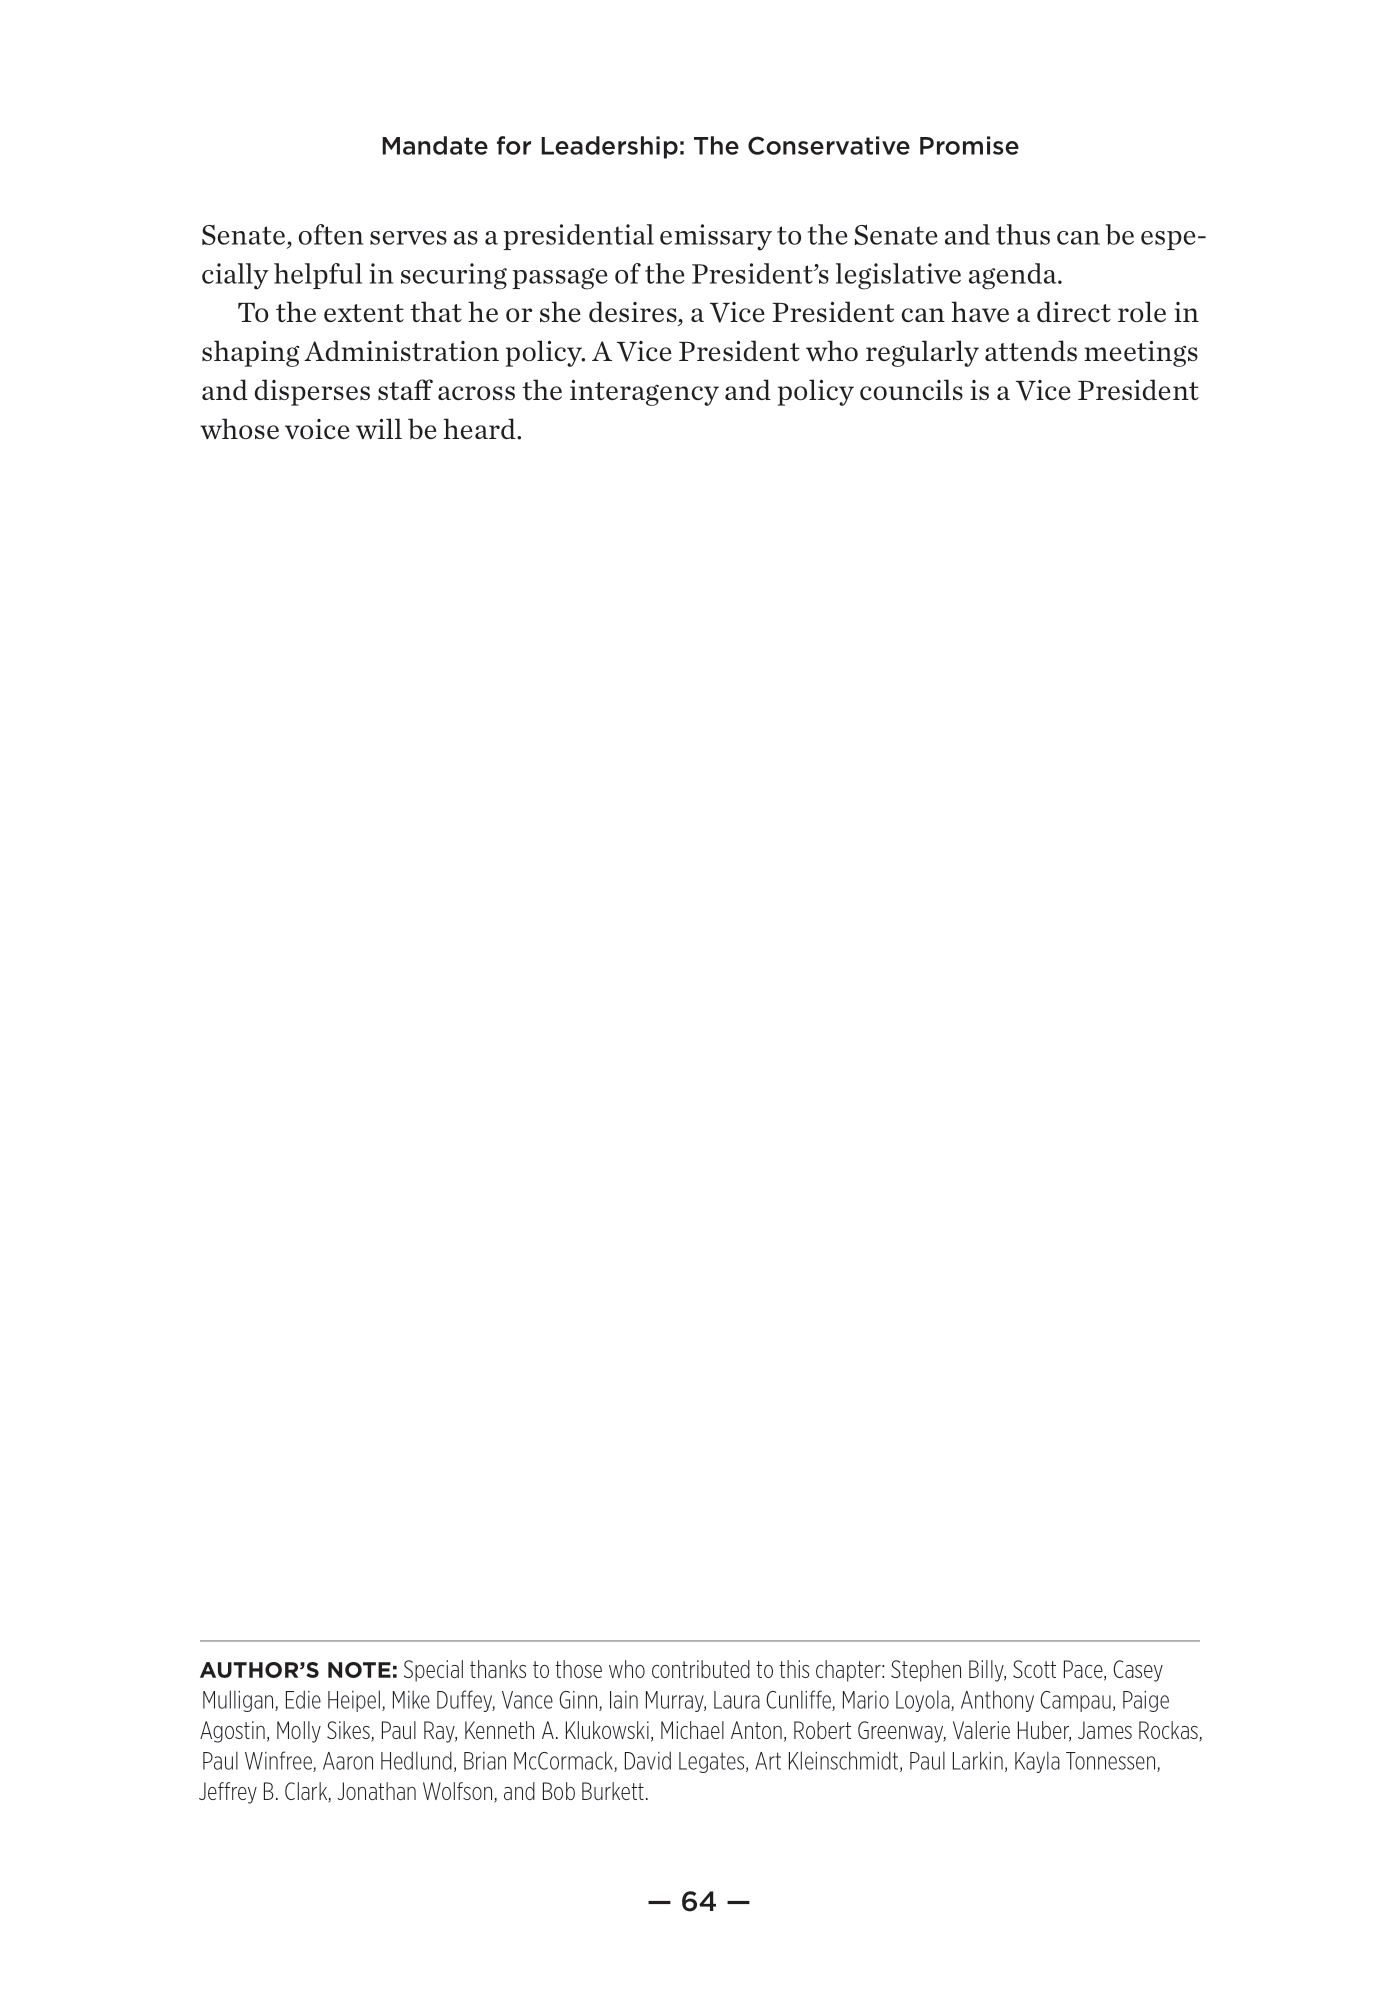 Mandate for Leadership: The Conservative Promise
Senate, often serves as a presidential emissary to the Senate and thus can be espe-
cially helpful in securing passage of the President’s legislative agenda.
To the extent that he or she desires, a Vice President can have a direct role in
shaping Administration policy. A Vice President who regularly attends meetings
and disperses staff across the interagency and policy councils is a Vice President
whose voice will be heard.
AUTHOR’S NOTE: Special thanks to those who contributed to this chapter: Stephen Billy, Scott Pace, Casey
Mulligan, Edie Heipel, Mike Duffey, Vance Ginn, Iain Murray, Laura Cunliffe, Mario Loyola, Anthony Campau, Paige
Agostin, Molly Sikes, Paul Ray, Kenneth A. Klukowski, Michael Anton, Robert Greenway, Valerie Huber, James Rockas,
Paul Winfree, Aaron Hedlund, Brian McCormack, David Legates, Art Kleinschmidt, Paul Larkin, Kayla Tonnessen,
Jeffrey B. Clark, Jonathan Wolfson, and Bob Burkett.
— 64 —